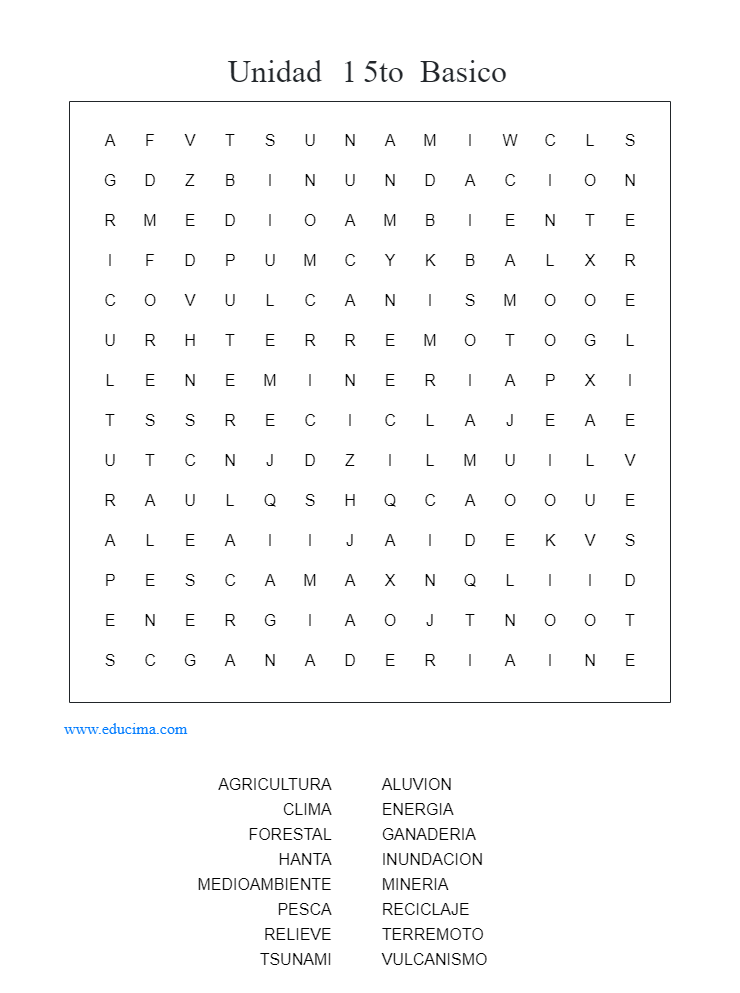 Unidad 1 5to Basico
A F V T S U N A M I W C L S
G D Z B I N U N D A C I O N
R M E D I O A M B I E N T E
I F D P U M C Y K B A L X R
C O V U L C A N I S M O O E
U R H T E R R E M O T O G L
L E N E M I N E R I A P X I
T S S R E C I C L A J E A E
U T C N J D Z I L M U I L V
R A U L Q S H Q C A O O U E
A L E A I I J A I D E K V S
P E S C A M A X N Q L I I D
E N E R G I A O J T N O O T
S C G A N A D E R I A I N E
www.educima.com
AGRICULTURA ALUVION
CLIMA ENERGIA
FORESTAL GANADERIA
HANTA INUNDACION
MEDIOAMBIENTE MINERIA
PESCA RECICLAJE
RELIEVE TERREMOTO
TSUNAMI VULCANISMO